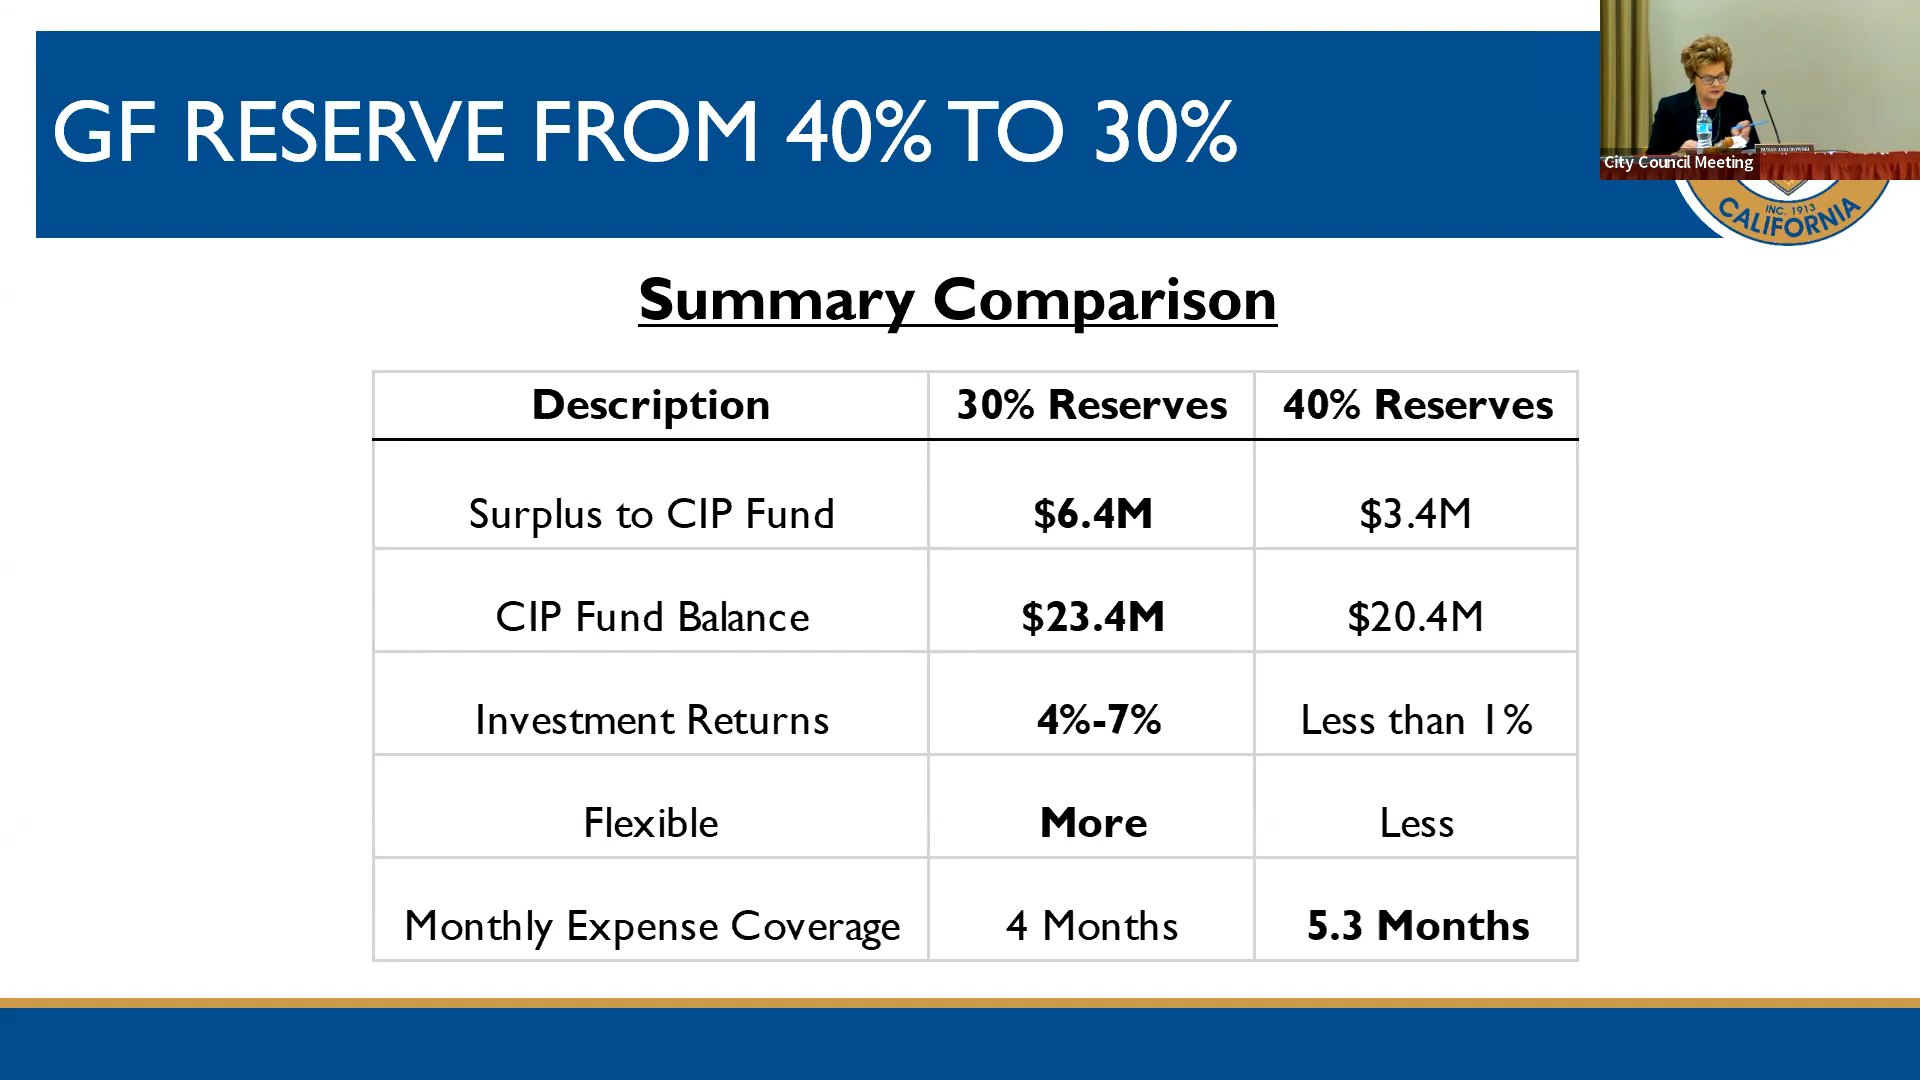 GF RESERVE FROM 40% TO 30%
City Council Meeting
INC. 1913
CALIFORNIA
Summary Comparison
Description 30% Reserves 40% Reserves
Surplus to CIP Fund $6.4M $3.4M
CIP Fund Balance $23.4M $20.4M
Investment Returns 4%-7% Less than 1%
Flexible More Less
Monthly Expense Coverage 4 Months 5.3 Months